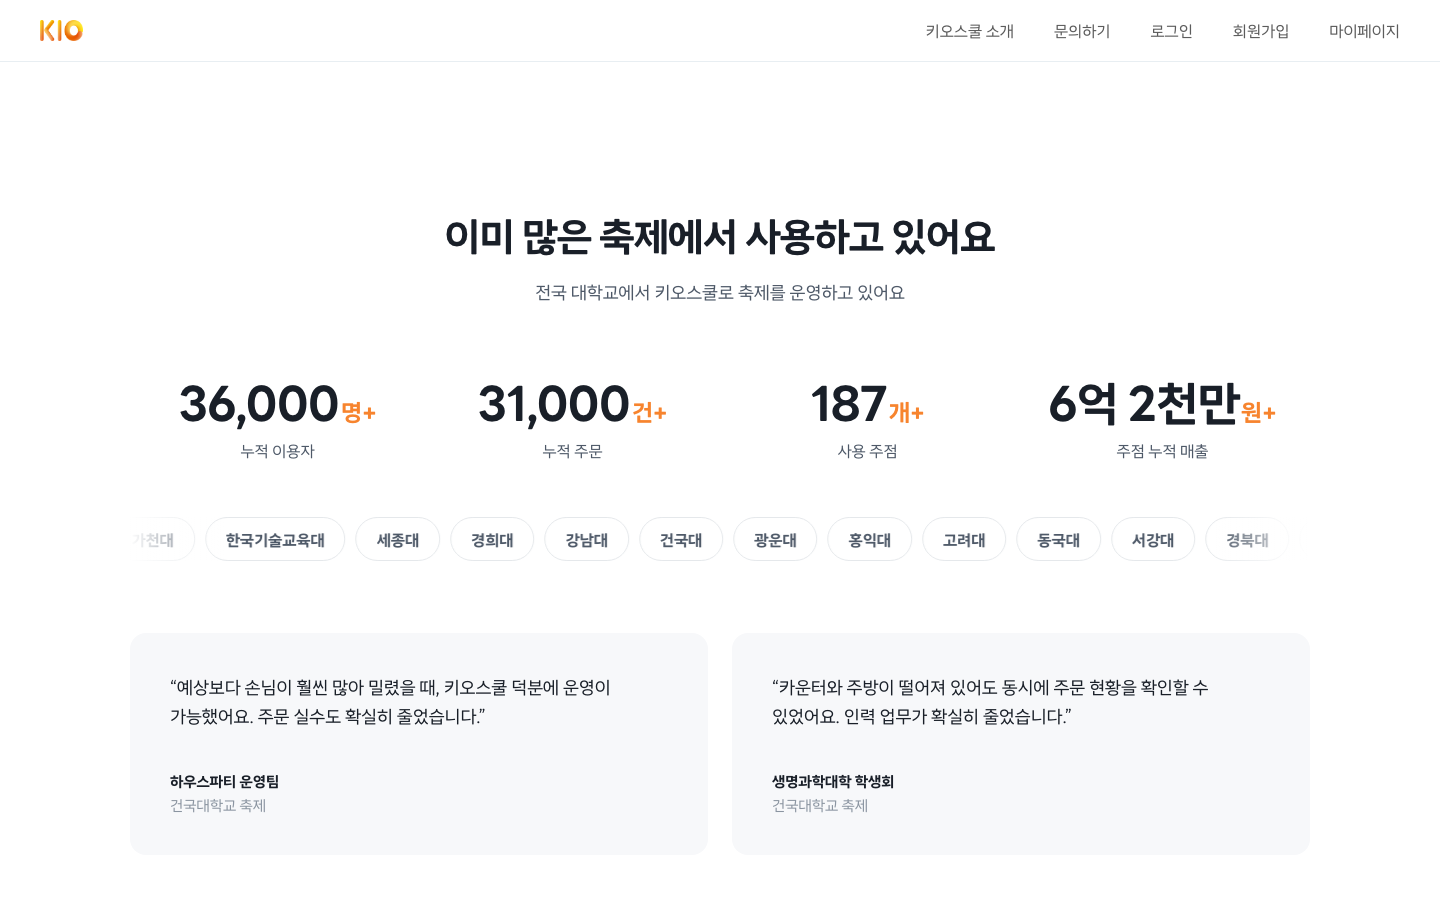 KIO
키오스쿨 소개
문의하기
로그인
회원가입
마이페이지
이미 많은 축제에서 사용하고 있어요
전국 대학교에서 키오스쿨로 축제를 운영하고 있어요
36,000명+
누적 이용자
31,000건+
누적 주문
187개+
사용 주점
6억 2천만원+
주점 누적 매출
가천대
한국기술교육대
세종대
경희대
강남대
건국대
광운대
홍익대
고려대
동국대
서강대
경북대
“예상보다 손님이 훨씬 많아 밀렸을 때, 키오스쿨 덕분에 운영이
가능했어요. 주문 실수도 확실히 줄었습니다.”
하우스파티 운영팀
건국대학교 축제
“카운터와 주방이 떨어져 있어도 동시에 주문 현황을 확인할 수
있었어요. 인력 업무가 확실히 줄었습니다.”
생명과학대학 학생회
건국대학교 축제